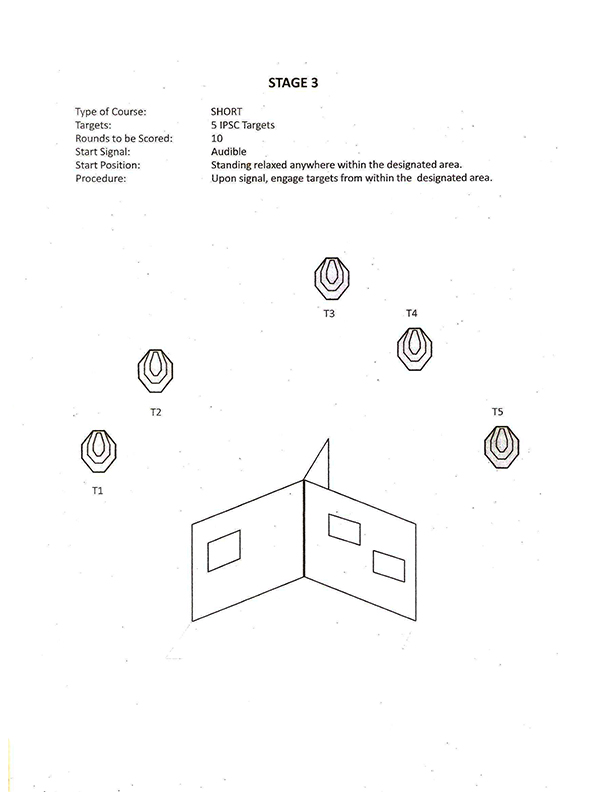 STAGE 3
Type of Course: SHORT
Targets: 5 IPSC Targets
Rounds to be Scored: 10
Start Signal: Audible
Start Position: Standing relaxed anywhere within the designated area.
Procedure: Upon signal, engage targets from within the designated area.
T3
T4
T2
T5
T1